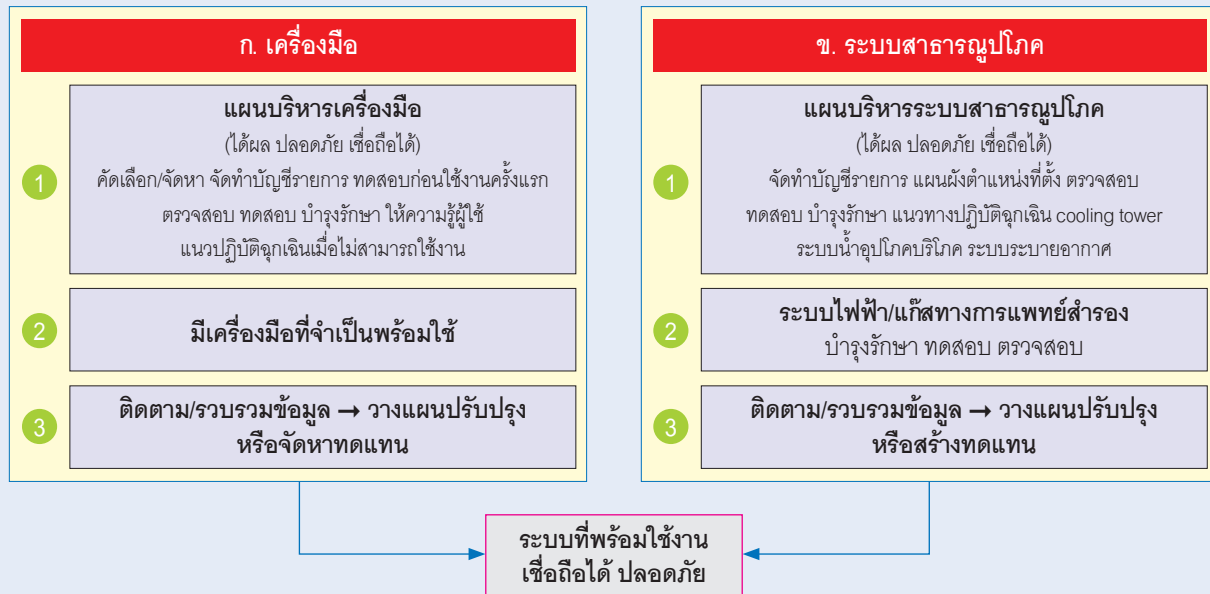 ก. เครื่องมือ
1
แผนบริหารเครื่องมือ
(ได้ผล ปลอดภัย เชื่อถือได้)
คัดเลือก/จัดหา จัดทำบัญชีรายการ ทดสอบก่อนใช้งานครั้งแรก
ตรวจสอบ ทดสอบ บำรุงรักษา ให้ความรู้ผู้ใช้
แนวปฏิบัติฉุกเฉินเมื่อไม่สามารถใช้งาน
2
มีเครื่องมือที่จำเป็นพร้อมใช้
3
ติดตาม/รวบรวมข้อมูล → วางแผนปรับปรุง
หรือจัดหาทดแทน
ข. ระบบสาธารณูปโภค
1
แผนบริหารระบบสาธารณูปโภค
(ได้ผล ปลอดภัย เชื่อถือได้)
จัดทำบัญชีรายการ แผนผังตำแหน่งที่ตั้ง ตรวจสอบ
ทดสอบ บำรุงรักษา แนวทางปฏิบัติฉุกเฉิน cooling tower
ระบบน้ำอุปโภคบริโภค ระบบระบายอากาศ
2
ระบบไฟฟ้า/แก๊สทางการแพทย์สำรอง
บำรุงรักษา ทดสอบ ตรวจสอบ
3
ติดตาม/รวบรวมข้อมูล → วางแผนปรับปรุง
หรือสร้างทดแทน
ระบบที่พร้อมใช้งาน
เชื่อถือได้ ปลอดภัย